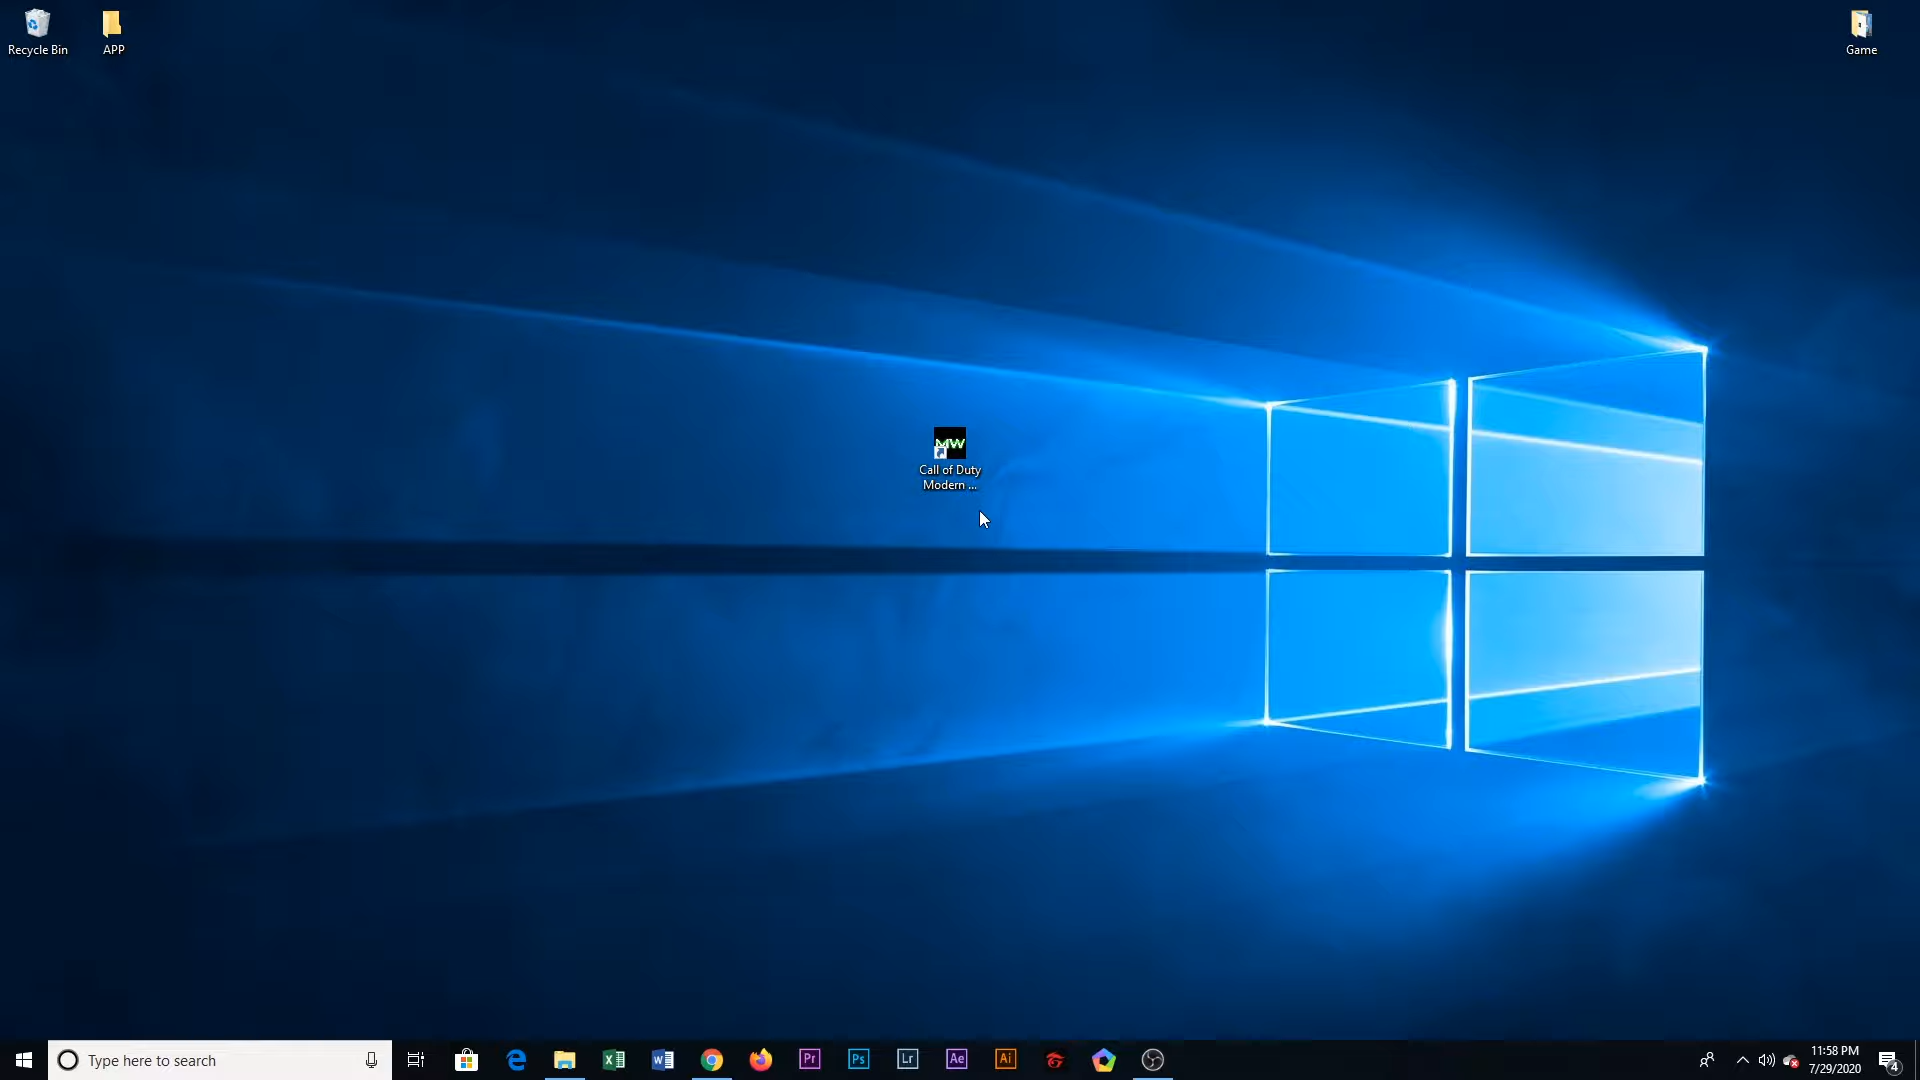 Recycle Bin
APP
Game
MW
Call of Duty
Modern ...
Type here to search
Pr
Ps
Lr
Ae
Ai
11:58 PM
7/29/2020
4